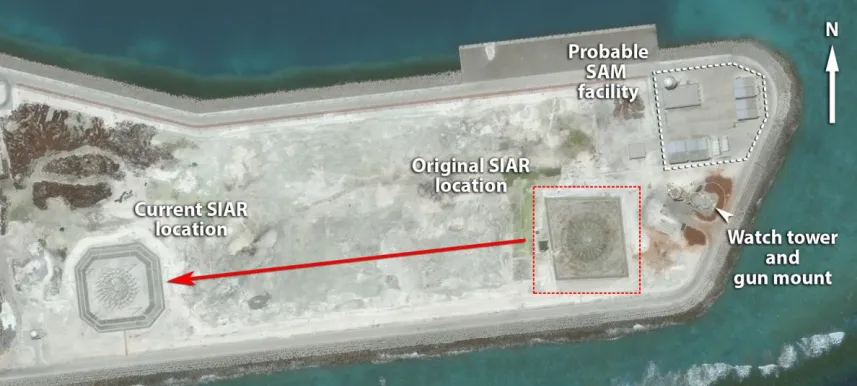 N
Probable
SAM
facility
Original SIAR
location
Current SIAR
location
Watch tower
and
gun mount